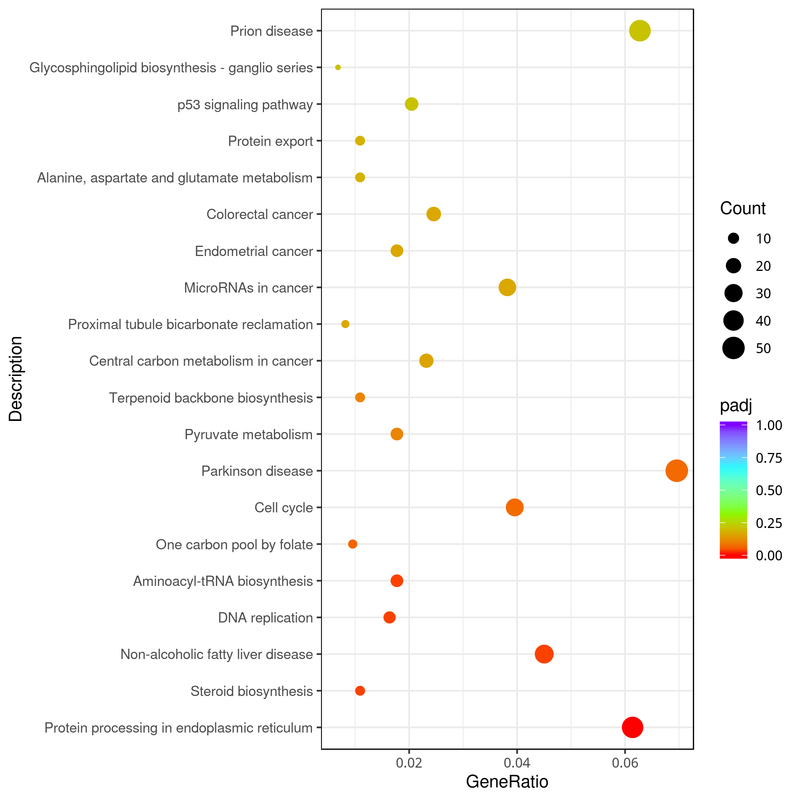 Prion disease
Glycosphingolipid biosynthesis - ganglio series
p53 signaling pathway
Protein export
Alanine, aspartate and glutamate metabolism
Colorectal cancer
Endometrial cancer
MicroRNAs in cancer
Proximal tubule bicarbonate reclamation
Central carbon metabolism in cancer
Terpenoid backbone biosynthesis
Pyruvate metabolism
Parkinson disease
Cell cycle
One carbon pool by folate
Aminoacyl-tRNA biosynthesis
DNA replication
Non-alcoholic fatty liver disease
Steroid biosynthesis
Protein processing in endoplasmic reticulum
Description
0.02
0.04
0.06
GeneRatio
Count
10
20
30
40
50
padj
1.00
0.75
0.50
0.25
0.00